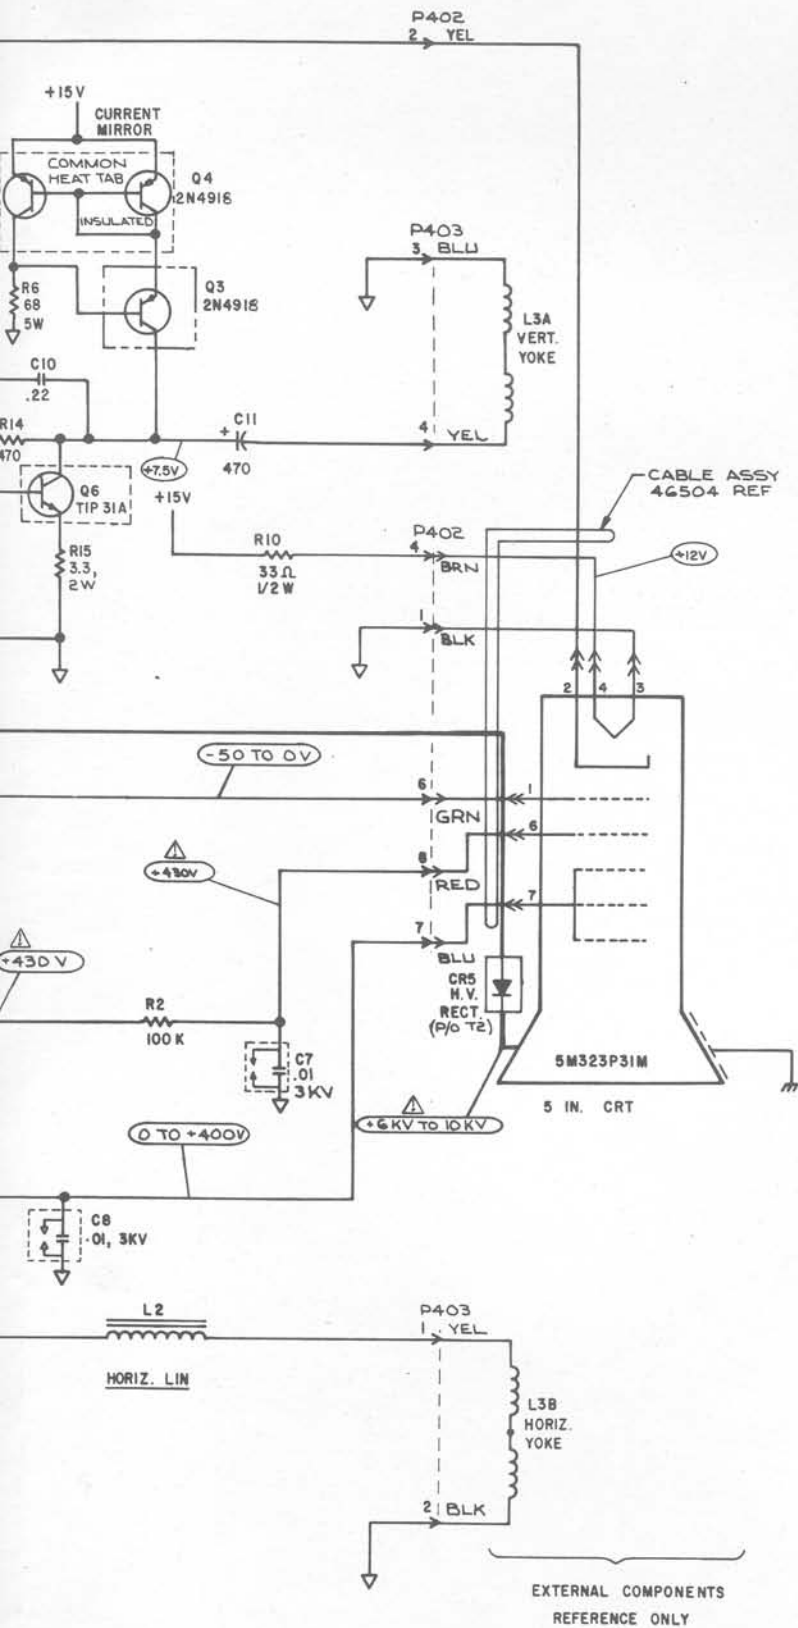 P402
2 YEL
+15V
CURRENT
MIRROR
COMMON
HEAT TAB
Q4
2N4918
INSULATED
P403
3 BLU
R6
68
5W
Q3
2N4918
L3A
VERT.
YOKE
C10
.22
R14
470
+ C11
470
4 YEL
+7.5V
Q6
TIP 31A
+15V
CABLE ASSY
46504 REF
R15
3.3,
2W
R10
33Ω
1/2 W
P402
4
BRN
+12V
1
BLK
2 4 3
-50 TO 0V
6
GRN
1
6
+430V
8
RED
7
7
BLU
+430 V
CR5
H.V.
RECT.
(P/O T2)
R2
100 K
C7
.01
3KV
5M323P31M
5 IN. CRT
+6KV TO 10KV
0 TO +400V
C8
.01, 3KV
L2
HORIZ. LIN
P403
1 YEL
L3B
HORIZ.
YOKE
2 BLK
EXTERNAL COMPONENTS
REFERENCE ONLY